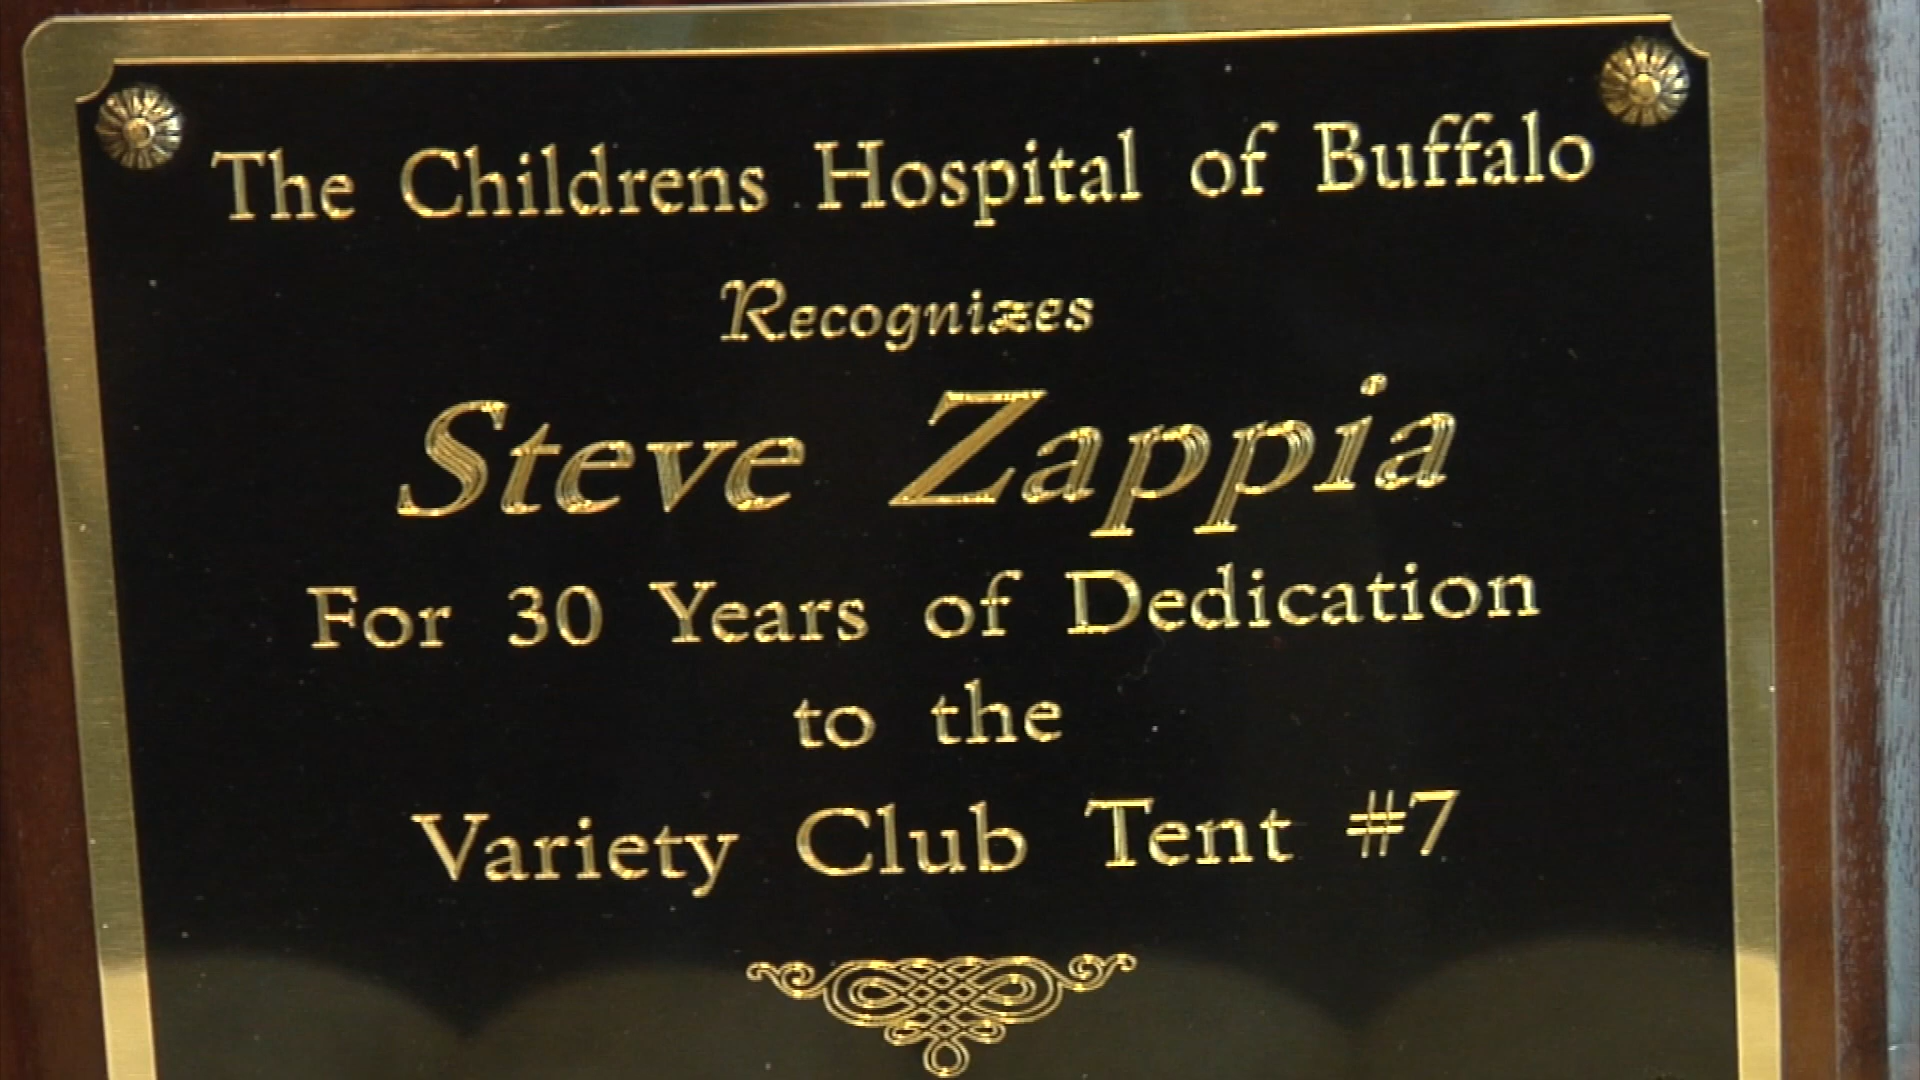 The Childrens Hospital of Buffalo
Recognizes
Steve Zappia
For 30 Years of Dedication
to the
Variety Club Tent #7